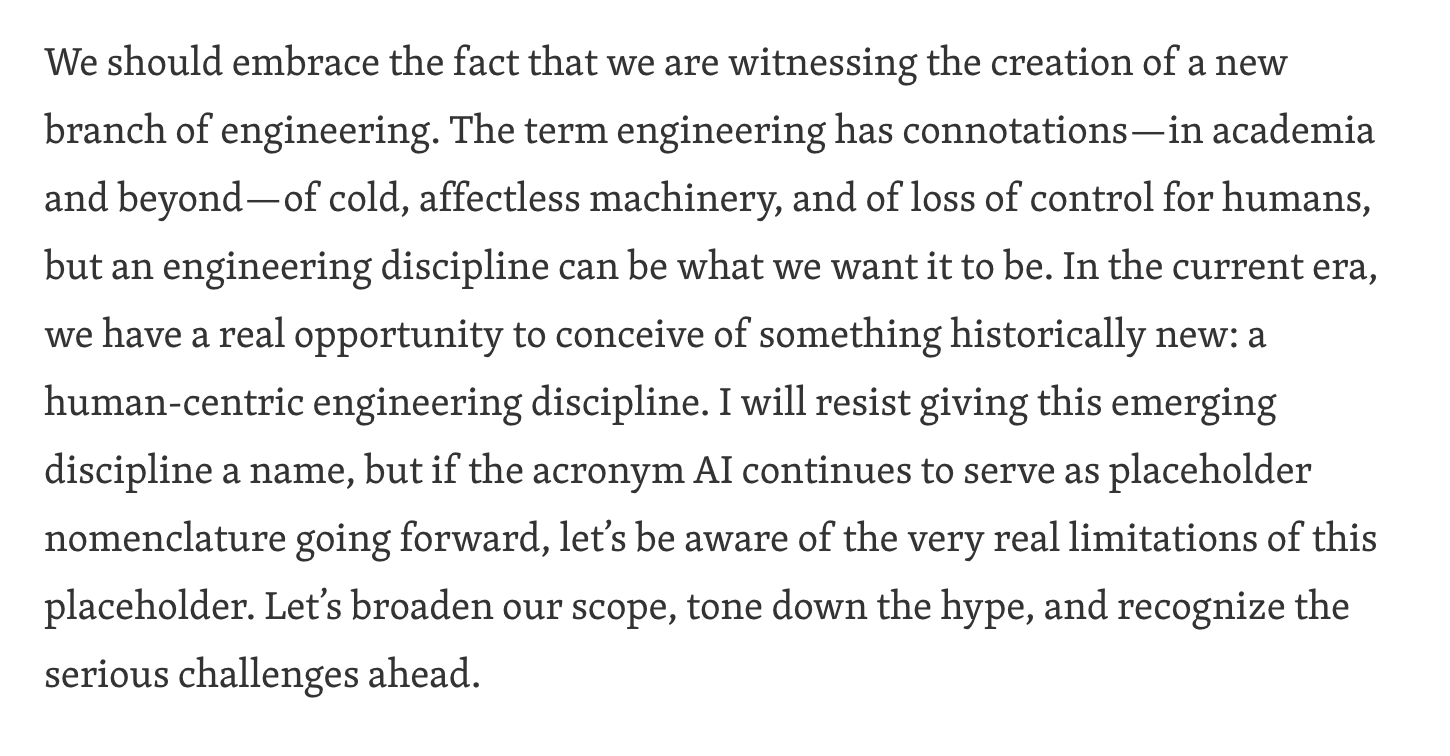 We should embrace the fact that we are witnessing the creation of a new
branch of engineering. The term engineering has connotations—in academia
and beyond—of cold, affectless machinery, and of loss of control for humans,
but an engineering discipline can be what we want it to be. In the current era,
we have a real opportunity to conceive of something historically new: a
human-centric engineering discipline. I will resist giving this emerging
discipline a name, but if the acronym AI continues to serve as placeholder
nomenclature going forward, let’s be aware of the very real limitations of this
placeholder. Let’s broaden our scope, tone down the hype, and recognize the
serious challenges ahead.